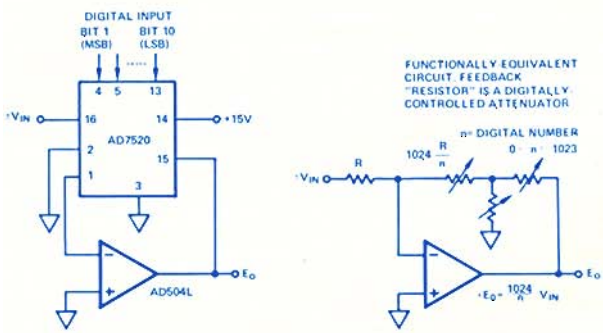 DIGITAL INPUT
BIT 1 BIT 10
(MSB) (LSB)
4 5 13
+VIN 16 14 +15V
AD7520
2 15
1
3
−
+
AD504L
EO
FUNCTIONALLY EQUIVALENT
CIRCUIT. FEEDBACK
"RESISTOR" IS A DIGITALLY-
CONTROLLED ATTENUATOR
n= DIGITAL NUMBER
0 n 1023
R 1024 R/n
VIN
−
+
EO
EO= 1024/n VIN